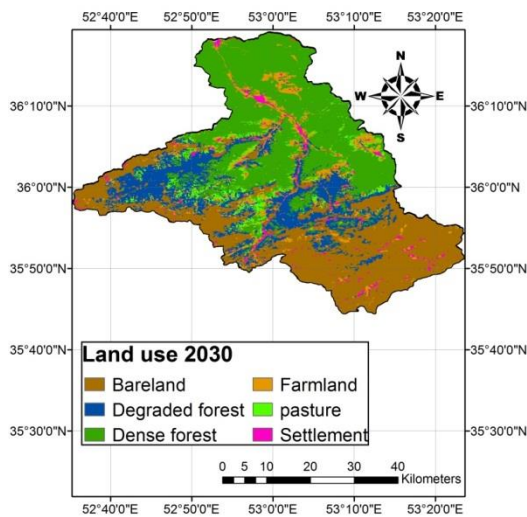 52°40'0"E 52°50'0"E 53°0'0"E 53°10'0"E 53°20'0"E
N
36°10'0"N W E 36°10'0"N
S
36°0'0"N 36°0'0"N
35°50'0"N 35°50'0"N
35°40'0"N 35°40'0"N
Land use 2030
Bareland Farmland
Degraded forest pasture
35°30'0"N Dense forest Settlement 35°30'0"N
0 5 10 20 30 40
Kilometers
52°40'0"E 52°50'0"E 53°0'0"E 53°10'0"E 53°20'0"E